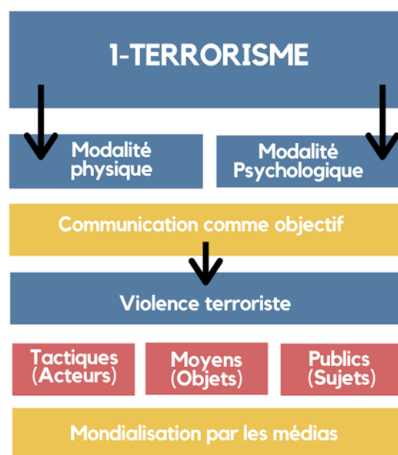 1-TERRORISME
Modalité
physique
Modalité
Psychologique
Communication comme objectif
Violence terroriste
Tactiques
(Acteurs)
Moyens
(Objets)
Publics
(Sujets)
Mondialisation par les médias